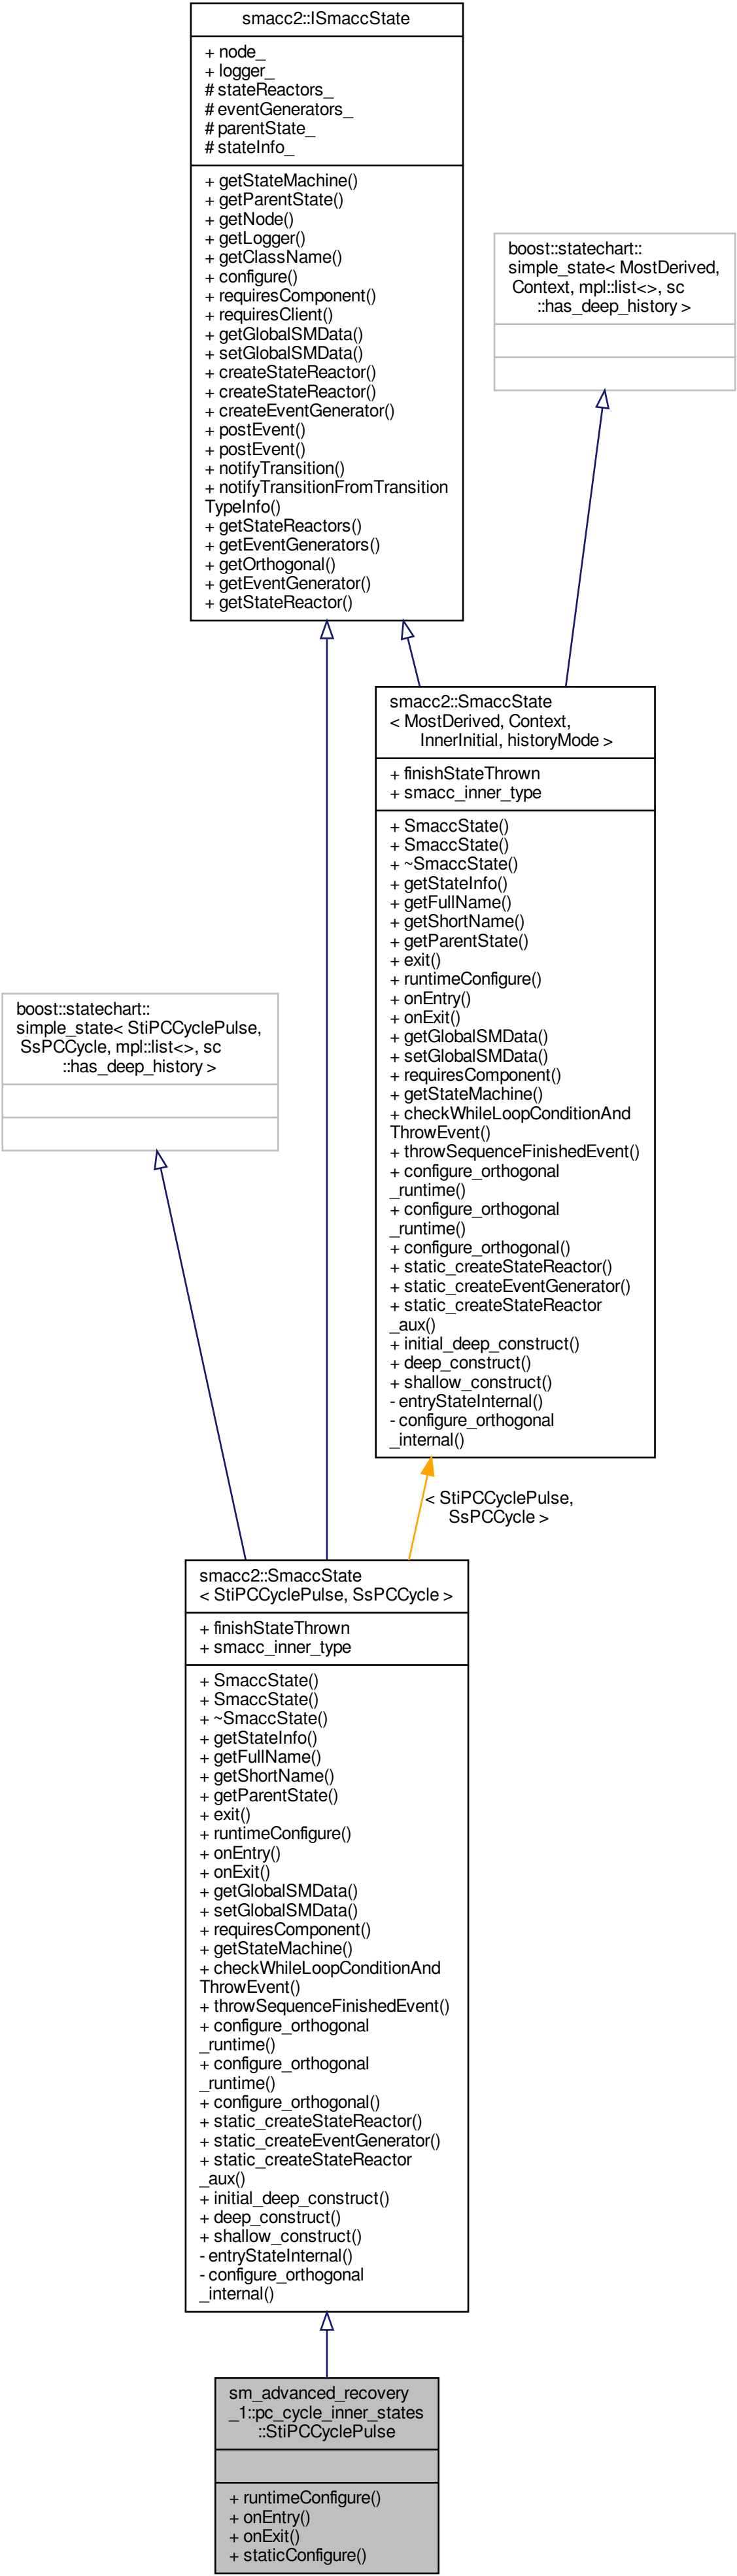 smacc2::ISmaccState
+ node_
+ logger_
# stateReactors_
# eventGenerators_
# parentState_
# stateInfo_
+ getStateMachine()
+ getParentState()
+ getNode()
+ getLogger()
+ getClassName()
+ configure()
+ requiresComponent()
+ requiresClient()
+ getGlobalSMData()
+ setGlobalSMData()
+ createStateReactor()
+ createStateReactor()
+ createEventGenerator()
+ postEvent()
+ postEvent()
+ notifyTransition()
+ notifyTransitionFromTransition
TypeInfo()
+ getStateReactors()
+ getEventGenerators()
+ getOrthogonal()
+ getEventGenerator()
+ getStateReactor()
boost::statechart::
simple_state< MostDerived,
Context, mpl::list<>, sc
::has_deep_history >
smacc2::SmaccState
< MostDerived, Context,
InnerInitial, historyMode >
+ finishStateThrown
+ smacc_inner_type
+ SmaccState()
+ SmaccState()
+ ~SmaccState()
+ getStateInfo()
+ getFullName()
+ getShortName()
+ getParentState()
+ exit()
+ runtimeConfigure()
+ onEntry()
+ onExit()
+ getGlobalSMData()
+ setGlobalSMData()
+ requiresComponent()
+ getStateMachine()
+ checkWhileLoopConditionAnd
ThrowEvent()
+ throwSequenceFinishedEvent()
+ configure_orthogonal
_runtime()
+ configure_orthogonal
_runtime()
+ configure_orthogonal()
+ static_createStateReactor()
+ static_createEventGenerator()
+ static_createStateReactor
_aux()
+ initial_deep_construct()
+ deep_construct()
+ shallow_construct()
- entryStateInternal()
- configure_orthogonal
_internal()
boost::statechart::
simple_state< StiPCCyclePulse,
SsPCCycle, mpl::list<>, sc
::has_deep_history >
< StiPCCyclePulse,
SsPCCycle >
smacc2::SmaccState
< StiPCCyclePulse, SsPCCycle >
+ finishStateThrown
+ smacc_inner_type
+ SmaccState()
+ SmaccState()
+ ~SmaccState()
+ getStateInfo()
+ getFullName()
+ getShortName()
+ getParentState()
+ exit()
+ runtimeConfigure()
+ onEntry()
+ onExit()
+ getGlobalSMData()
+ setGlobalSMData()
+ requiresComponent()
+ getStateMachine()
+ checkWhileLoopConditionAnd
ThrowEvent()
+ throwSequenceFinishedEvent()
+ configure_orthogonal
_runtime()
+ configure_orthogonal
_runtime()
+ configure_orthogonal()
+ static_createStateReactor()
+ static_createEventGenerator()
+ static_createStateReactor
_aux()
+ initial_deep_construct()
+ deep_construct()
+ shallow_construct()
- entryStateInternal()
- configure_orthogonal
_internal()
sm_advanced_recovery
_1::pc_cycle_inner_states
::StiPCCyclePulse
+ runtimeConfigure()
+ onEntry()
+ onExit()
+ staticConfigure()